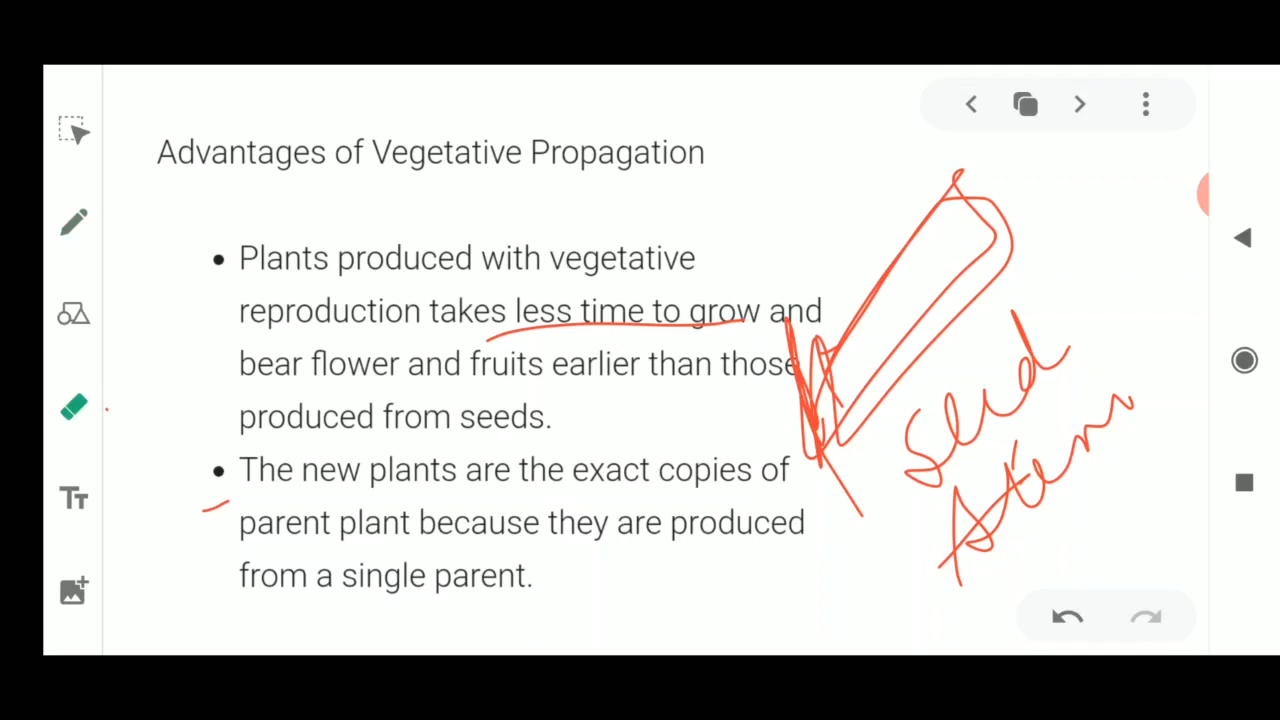 Advantages of Vegetative Propagation
• Plants produced with vegetative
reproduction takes less time to grow and
bear flower and fruits earlier than those
produced from seeds.
• The new plants are the exact copies of
parent plant because they are produced
from a single parent.
Seed
stem
Tт